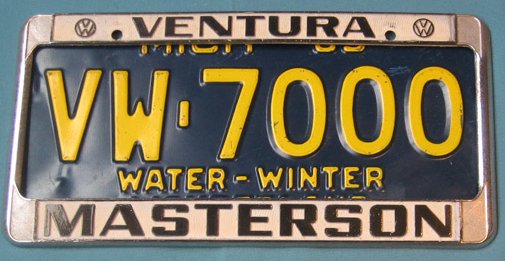 VENTURA
VW-7000
WATER-WINTER
MASTERSON